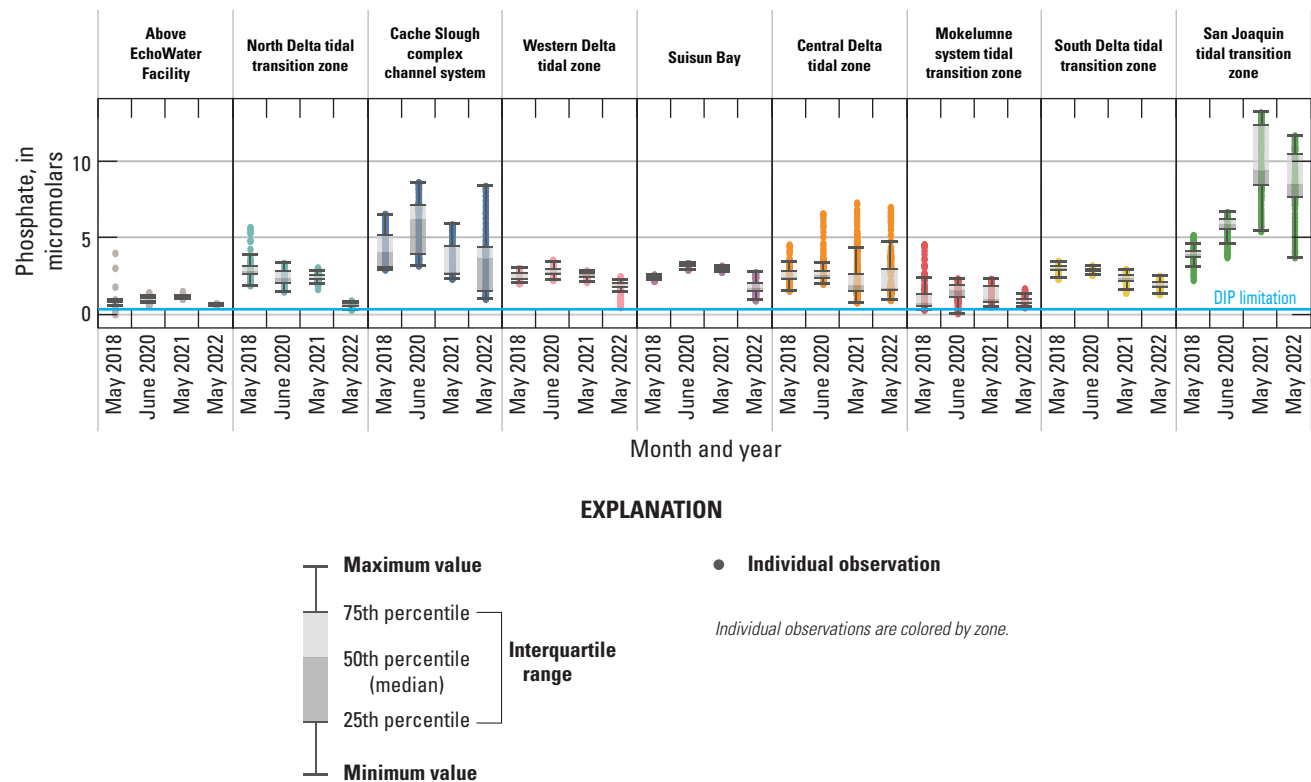 Above
EchoWater
Facility
North Delta tidal
transition zone
Cache Slough
complex
channel system
Western Delta
tidal zone
Suisun Bay
Central Delta
tidal zone
Mokelumne
system tidal
transition zone
South Delta tidal
transition zone
San Joaquin
tidal transition
zone
Phosphate, in
micromolars
10
5
0
DIP limitation
May 2018
June 2020
May 2021
May 2022
May 2018
June 2020
May 2021
May 2022
May 2018
June 2020
May 2021
May 2022
May 2018
June 2020
May 2021
May 2022
May 2018
June 2020
May 2021
May 2022
May 2018
June 2020
May 2021
May 2022
May 2018
June 2020
May 2021
May 2022
May 2018
June 2020
May 2021
May 2022
May 2018
June 2020
May 2021
May 2022
Month and year
EXPLANATION
Maximum value
75th percentile
50th percentile
(median)
25th percentile
Minimum value
Interquartile
range
Individual observation
Individual observations are colored by zone.